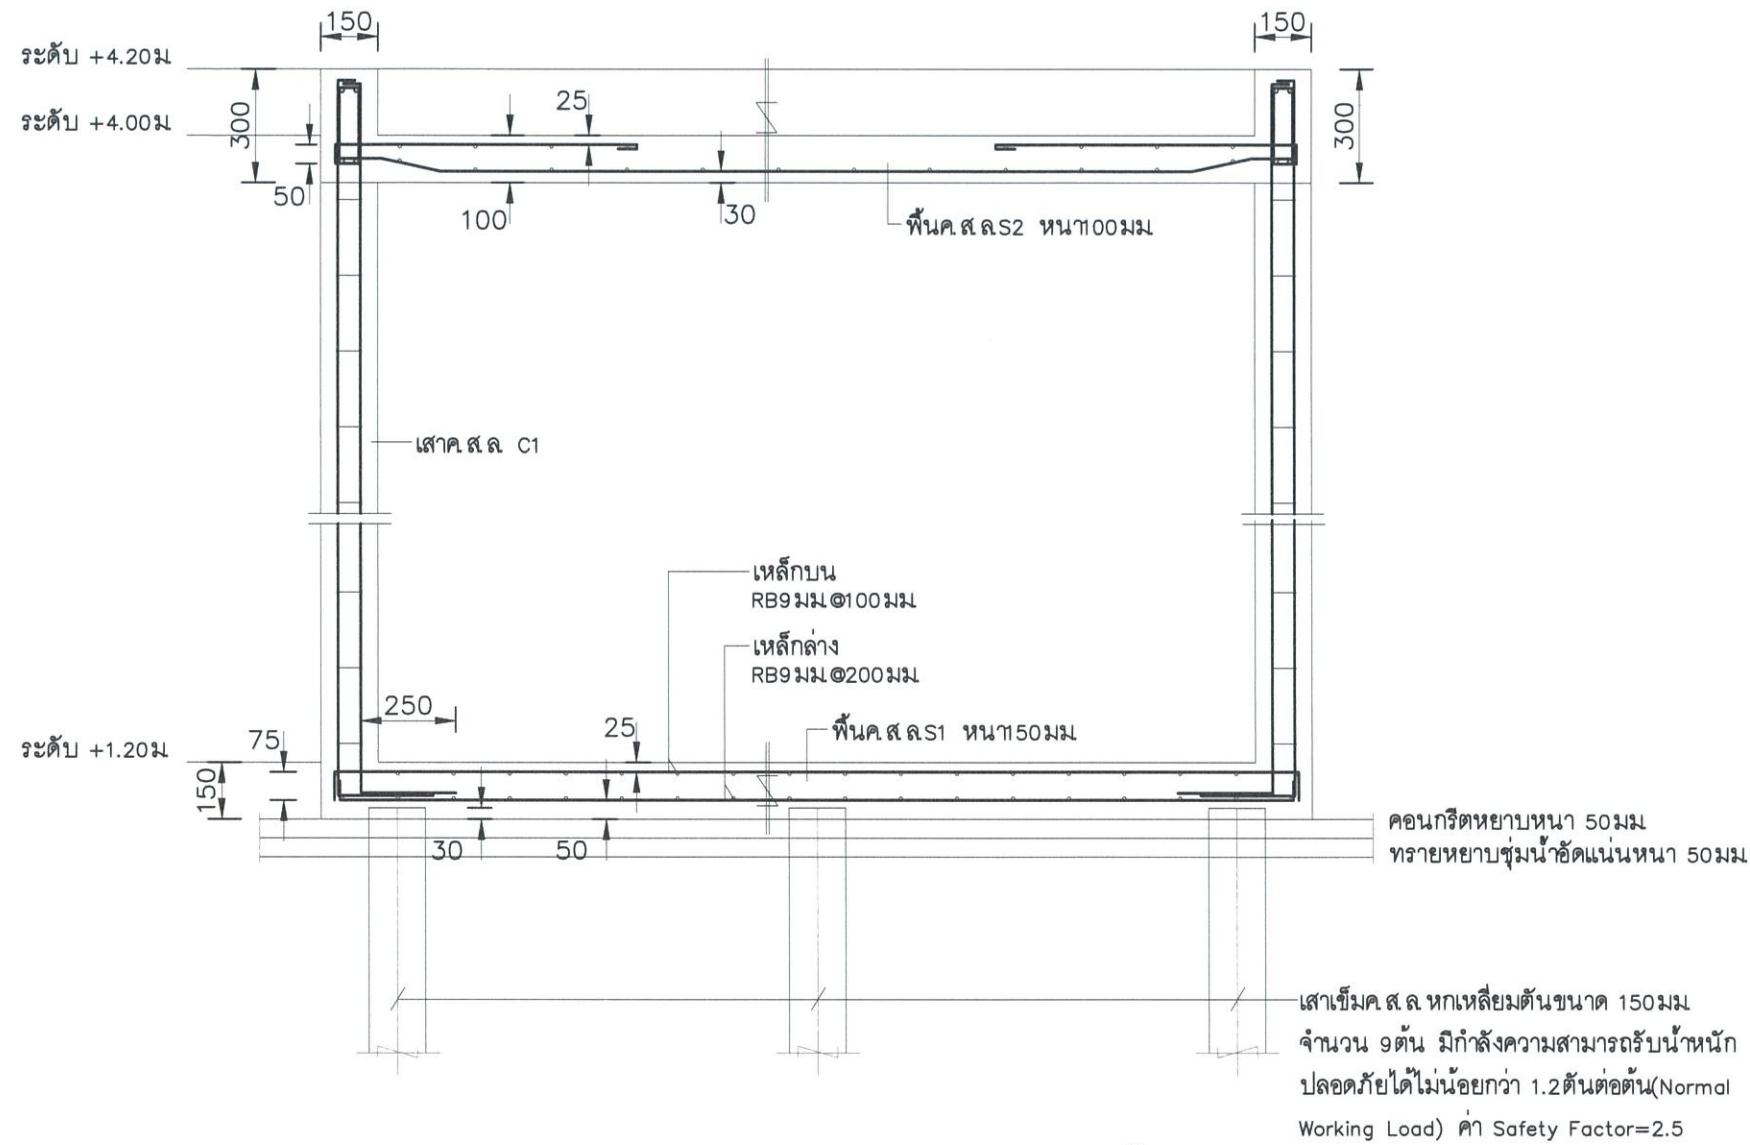 150
150
ระดับ +4.20ม.
ระดับ +4.00ม.
300
25
300
50
100
30
พื้นค.ส.ล.S2 หนา100มม.
เสาค.ส.ล. C1
เหล็กบน
RB9มม.@100มม.
เหล็กล่าง
RB9มม.@200มม.
250
25
พื้นค.ส.ล.S1 หนา150มม.
ระดับ +1.20ม.
75
150
30
50
คอนกรีตหยาบหนา 50มม.
ทรายหยาบชุ่มน้ำอัดแน่นหนา 50มม.
เสาเข็มค.ส.ล. หกเหลี่ยมตันขนาด 150มม.
จำนวน 9ต้น มีกำลังความสามารถรับน้ำหนัก
ปลอดภัยได้ไม่น้อยกว่า 1.2ตันต่อต้น(Normal
Working Load) ค่า Safety Factor=2.5